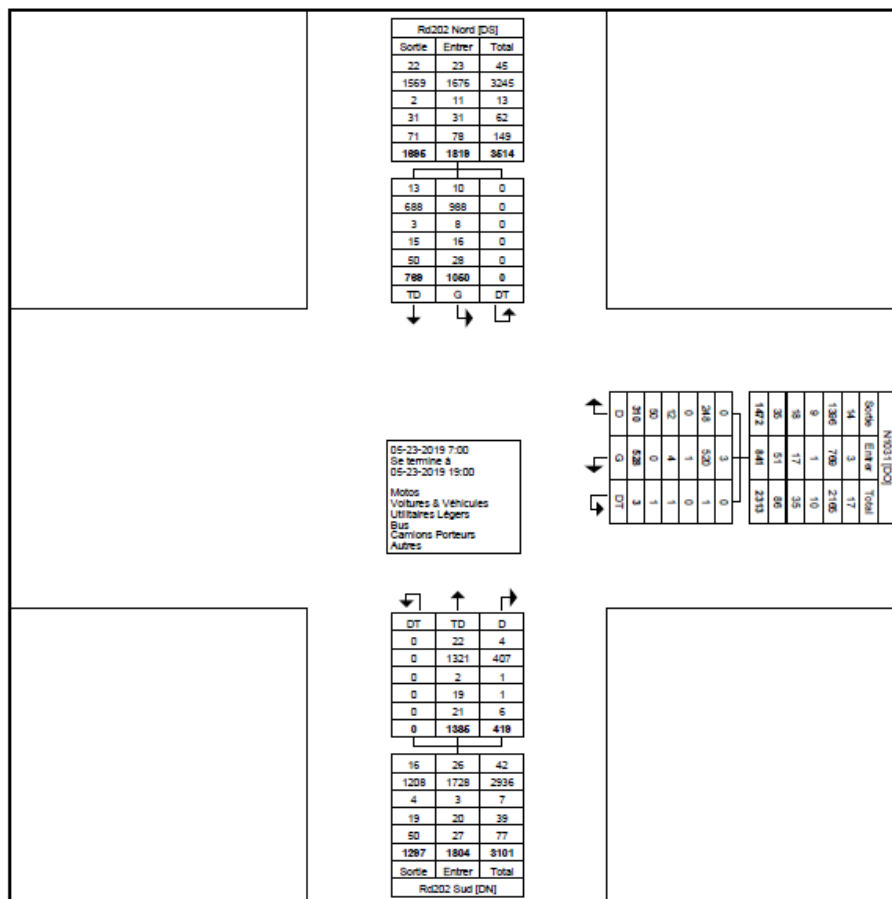 Rd202 Nord [DS]
Sortie Entrer Total
22 23 45
1569 1676 3245
2 11 13
31 31 62
71 78 149
1695 1819 3514
13 10 0
688 988 0
3 8 0
15 16 0
50 28 0
769 1050 0
TD G DT
N1031 [DO]
Sortie Entrer Total
14 3 17
1396 769 2165
9 1 10
18 17 35
35 51 86
1472 841 2313
0 3 0
248 520 1
0 1 0
12 4 1
50 0 1
310 528 3
D G DT
05-23-2019 7:00
Se termine à
05-23-2019 19:00
Motos
Voitures & Véhicules
Utilitaires Légers
Bus
Camions Porteurs
Autres
DT TD D
0 22 4
0 1321 407
0 2 1
0 19 1
0 21 6
0 1385 419
16 26 42
1208 1728 2936
4 3 7
19 20 39
50 27 77
1297 1804 3101
Sortie Entrer Total
Rd202 Sud [DN]